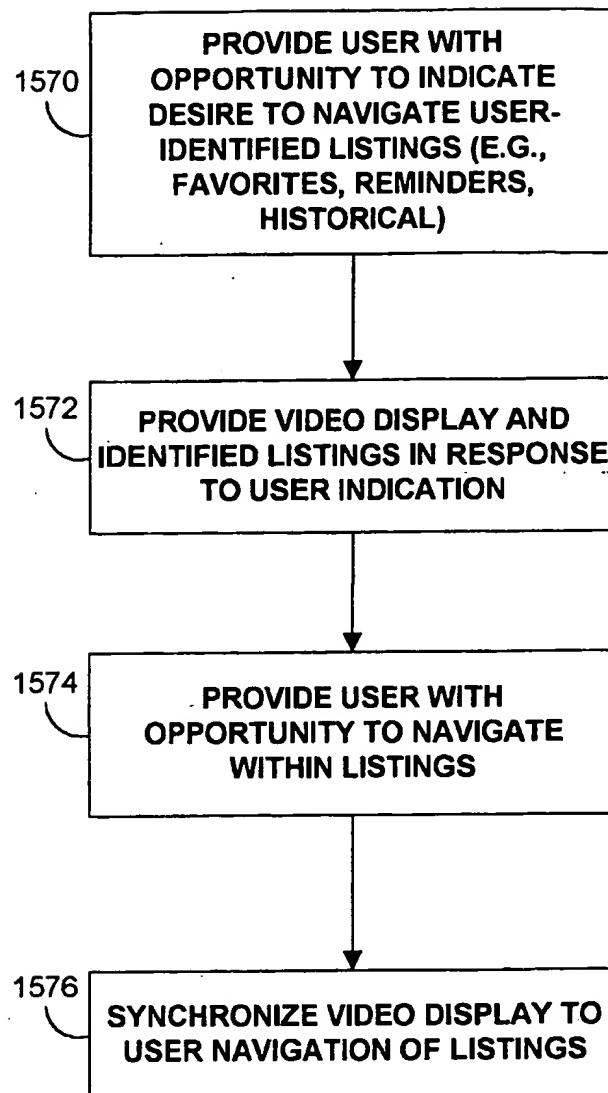 1570
PROVIDE USER WITH
OPPORTUNITY TO INDICATE
DESIRE TO NAVIGATE USER-
IDENTIFIED LISTINGS (E.G.,
FAVORITES, REMINDERS,
HISTORICAL)
1572
PROVIDE VIDEO DISPLAY AND
IDENTIFIED LISTINGS IN RESPONSE
TO USER INDICATION
1574
PROVIDE USER WITH
OPPORTUNITY TO NAVIGATE
WITHIN LISTINGS
1576
SYNCHRONIZE VIDEO DISPLAY TO
USER NAVIGATION OF LISTINGS